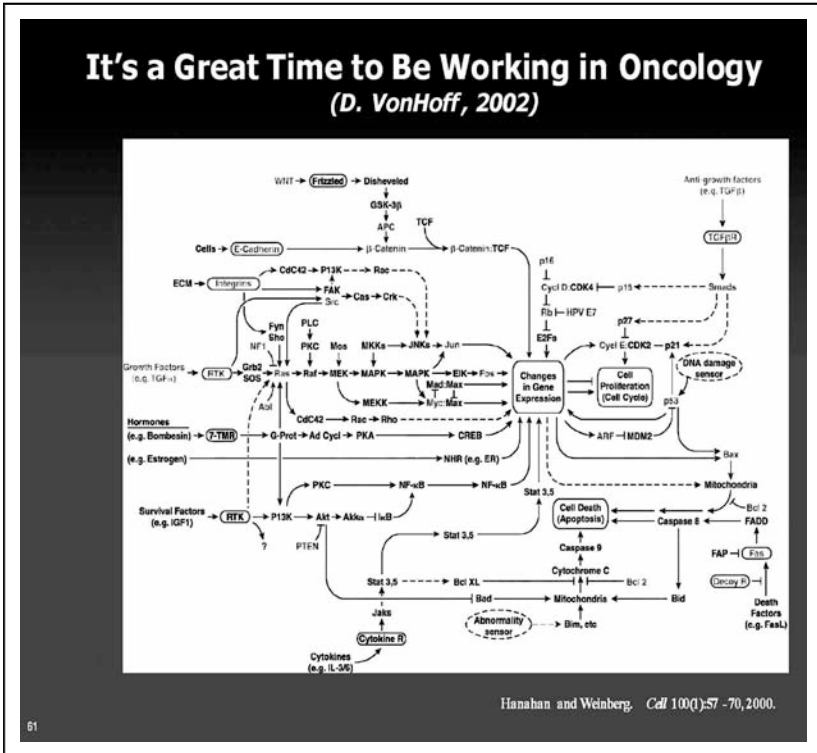 It's a Great Time to Be Working in Oncology
(D. VonHoff, 2002)
WNT Frizzled Disheveled
GSK-3β
APC
TCF
Cells E-Cadherin β-Catenin β-Catenin:TCF
Anti-growth factors
(e.g. TGFβ)
TGFβR
CdC42 P13K Rac
ECM Integrins FAK
Src Cas Crk
Fyn
Sho
PLC
NF1 PKC Mos MKKs JNKs Jun
Growth Factors
(e.g. TGFα)
RTK Grb2
SOS
Ras Raf MEK MAPK MAPK ElK Fos
Mad:Max
MEKK Myc:Max
Abl
CdC42 Rac Rho
p16
Cycl D:CDK4 p15 Smads
Rb HPV E7
E2Fs
p27
Cycl E:CDK2 p21
Changes
in Gene
Expression
Cell
Proliferation
(Cell Cycle)
DNA damage
sensor
p53
ARF MDM2
Bax
Hormones
(e.g. Bombesin) 7-TMR G-Prot Ad Cycl PKA CREB
(e.g. Estrogen) NHR (e.g. ER)
PKC NF-κB NF-κB
Stat 3,5
Mitochondria
Survival Factors
(e.g. IGF1)
RTK P13K Akt Akkα IκB
?
PTEN
Stat 3,5
Cell Death
(Apoptosis)
Caspase 8 FADD
Bcl 2
Caspase 9
FAP Fas
Cytochrome C
Stat 3,5 Bcl XL Bcl 2
Decoy R
Bad Mitochondria Bid
Death
Factors
(e.g. FasL)
Jaks
Abnormality
sensor
Bim, etc
Cytokine R
Cytokines
(e.g. IL-3/6)
Hanahan and Weinberg. Cell 100(1):57 -70,2000.
61